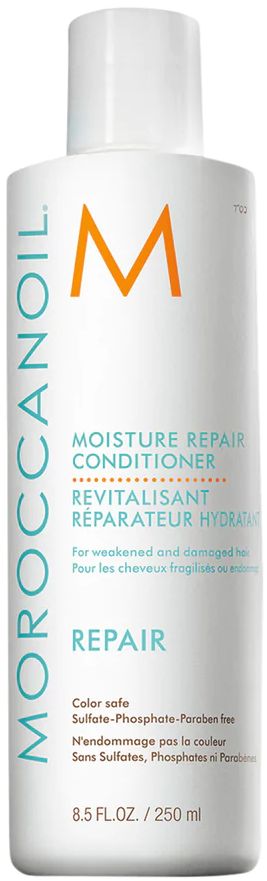 MOROCCANOIL®
M
MOISTURE REPAIR
CONDITIONER
REVITALISANT
RÉPARATEUR HYDRATANT
For weakened and damaged hair
Pour les cheveux fragilisés ou endommag
REPAIR
Color safe
Sulfate-Phosphate-Paraben free
N'endommage pas la couleur
Sans Sulfates, Phosphates ni Parabènes
8.5 FL.OZ. / 250 ml